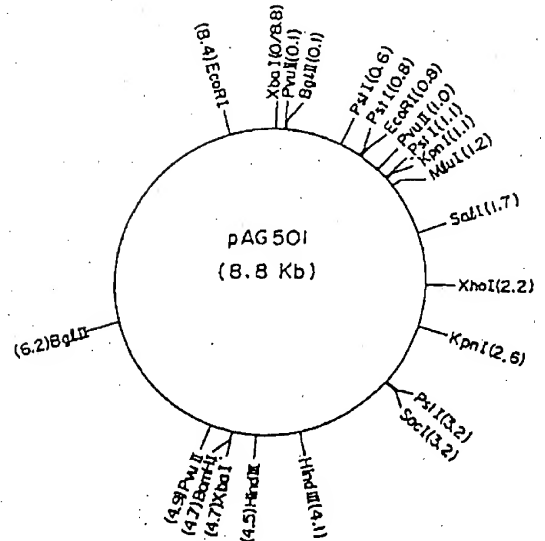 (8.4)EcoRI
XbaI(0/8.8)
PvuII(0.1)
BglII(0.1)
PstI(0.6)
PstI(0.8)
EcoRI(0.8)
PvuII(1.0)
PstI(1.1)
KpnI(1.1)
MluI(1.2)
SalI(1.7)
XhoI(2.2)
KpnI(2.6)
PstI(3.2)
SacI(3.2)
HindIII(4.1)
(4.5)HindIII
(4.7)XbaI
(4.7)BamHI
(4.9)PvuII
(6.2)BglII
pAG501
(8.8 Kb)